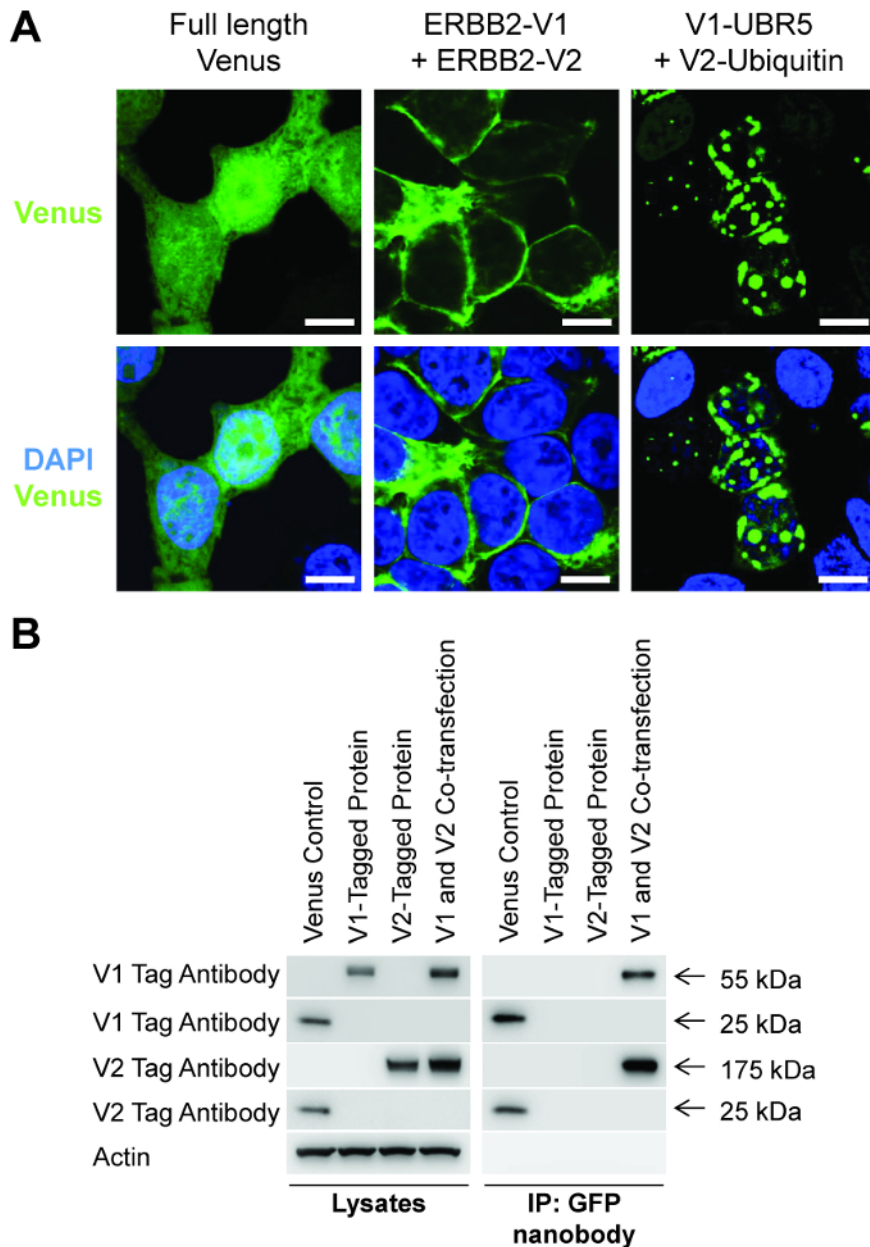 A
Full length
Venus
ERBB2-V1
+ ERBB2-V2
V1-UBR5
+ V2-Ubiquitin
Venus
DAPI
Venus
B
Venus Control
V1-Tagged Protein
V2-Tagged Protein
V1 and V2 Co-transfection
Venus Control
V1-Tagged Protein
V2-Tagged Protein
V1 and V2 Co-transfection
V1 Tag Antibody ← 55 kDa
V1 Tag Antibody ← 25 kDa
V2 Tag Antibody ← 175 kDa
V2 Tag Antibody ← 25 kDa
Actin
Lysates
IP: GFP
nanobody